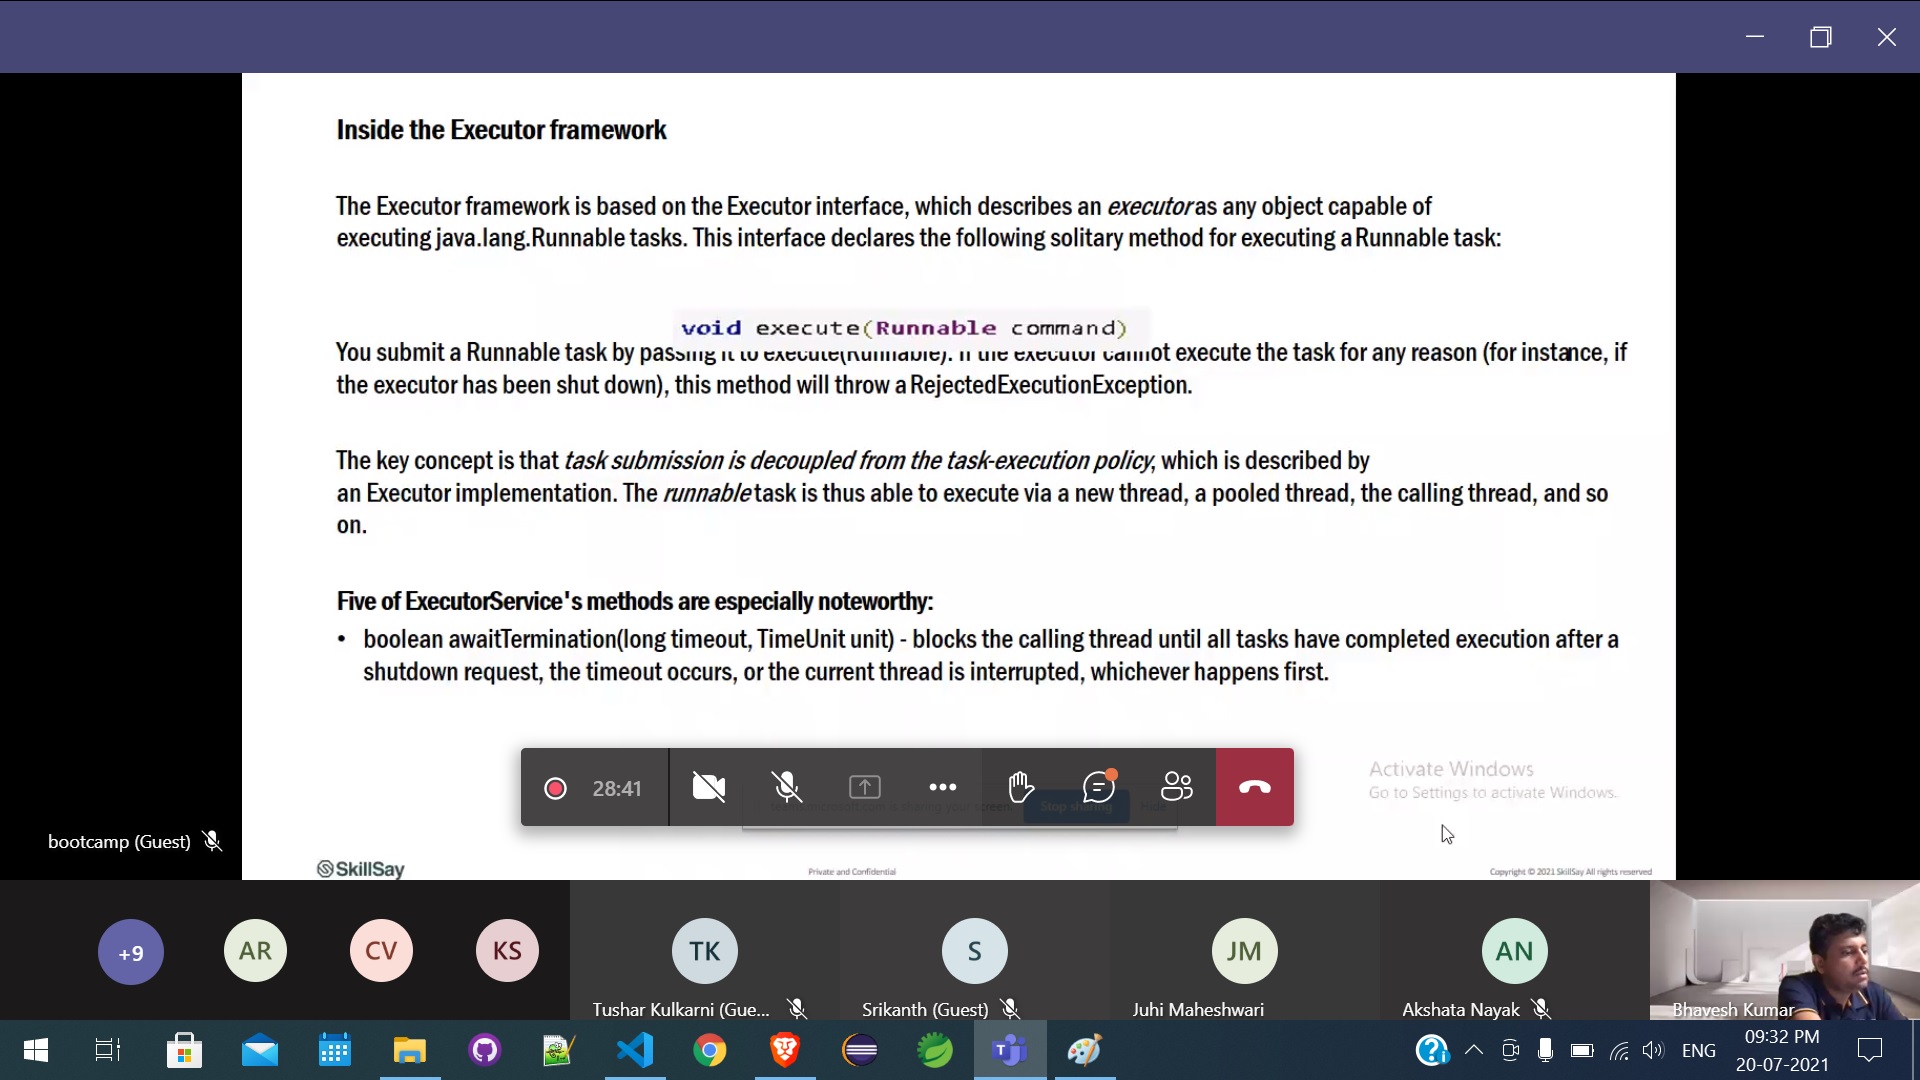 Inside the Executor framework
The Executor framework is based on the Executor interface, which describes an executor as any object capable of
executing java.lang.Runnable tasks. This interface declares the following solitary method for executing a Runnable task:
void execute(Runnable command)
You submit a Runnable task by passing it to execute(Runnable). If the executor cannot execute the task for any reason (for instance, if
the executor has been shut down), this method will throw a RejectedExecutionException.
The key concept is that task submission is decoupled from the task-execution policy, which is described by
an Executor implementation. The runnable task is thus able to execute via a new thread, a pooled thread, the calling thread, and so
on.
Five of ExecutorService's methods are especially noteworthy:
• boolean awaitTermination(long timeout, TimeUnit unit) - blocks the calling thread until all tasks have completed execution after a
shutdown request, the timeout occurs, or the current thread is interrupted, whichever happens first.
28:41
is sharing your screen. Stop sharing Hide
Activate Windows
Go to Settings to activate Windows.
bootcamp (Guest)
SkillSay
Private and Confidential
Copyright © 2021 SkillSay All rights reserved
+9
AR
CV
KS
TK
S
JM
AN
Tushar Kulkarni (Gue...
Srikanth (Guest)
Juhi Maheshwari
Akshata Nayak
Bhavesh Kumar
ENG
09:32 PM
20-07-2021